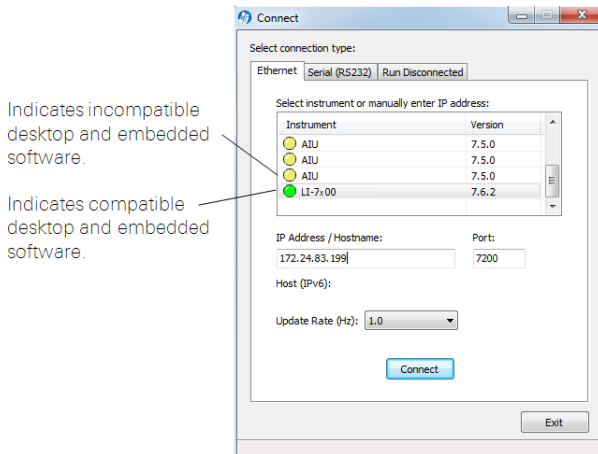 Connect
Select connection type:
Ethernet Serial (RS232) Run Disconnected
Select instrument or manually enter IP address:
Instrument Version
AIU 7.5.0
AIU 7.5.0
AIU 7.5.0
LI-7x00 7.6.2
IP Address / Hostname: Port:
172.24.83.199 7200
Host (IPv6):
Update Rate (Hz): 1.0
Connect
Exit
Indicates incompatible
desktop and embedded
software.
Indicates compatible
desktop and embedded
software.